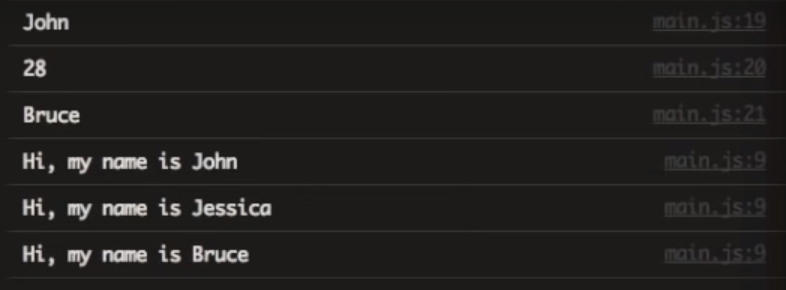 John main.js:19
28 main.js:20
Bruce main.js:21
Hi, my name is John main.js:9
Hi, my name is Jessica main.js:9
Hi, my name is Bruce main.js:9